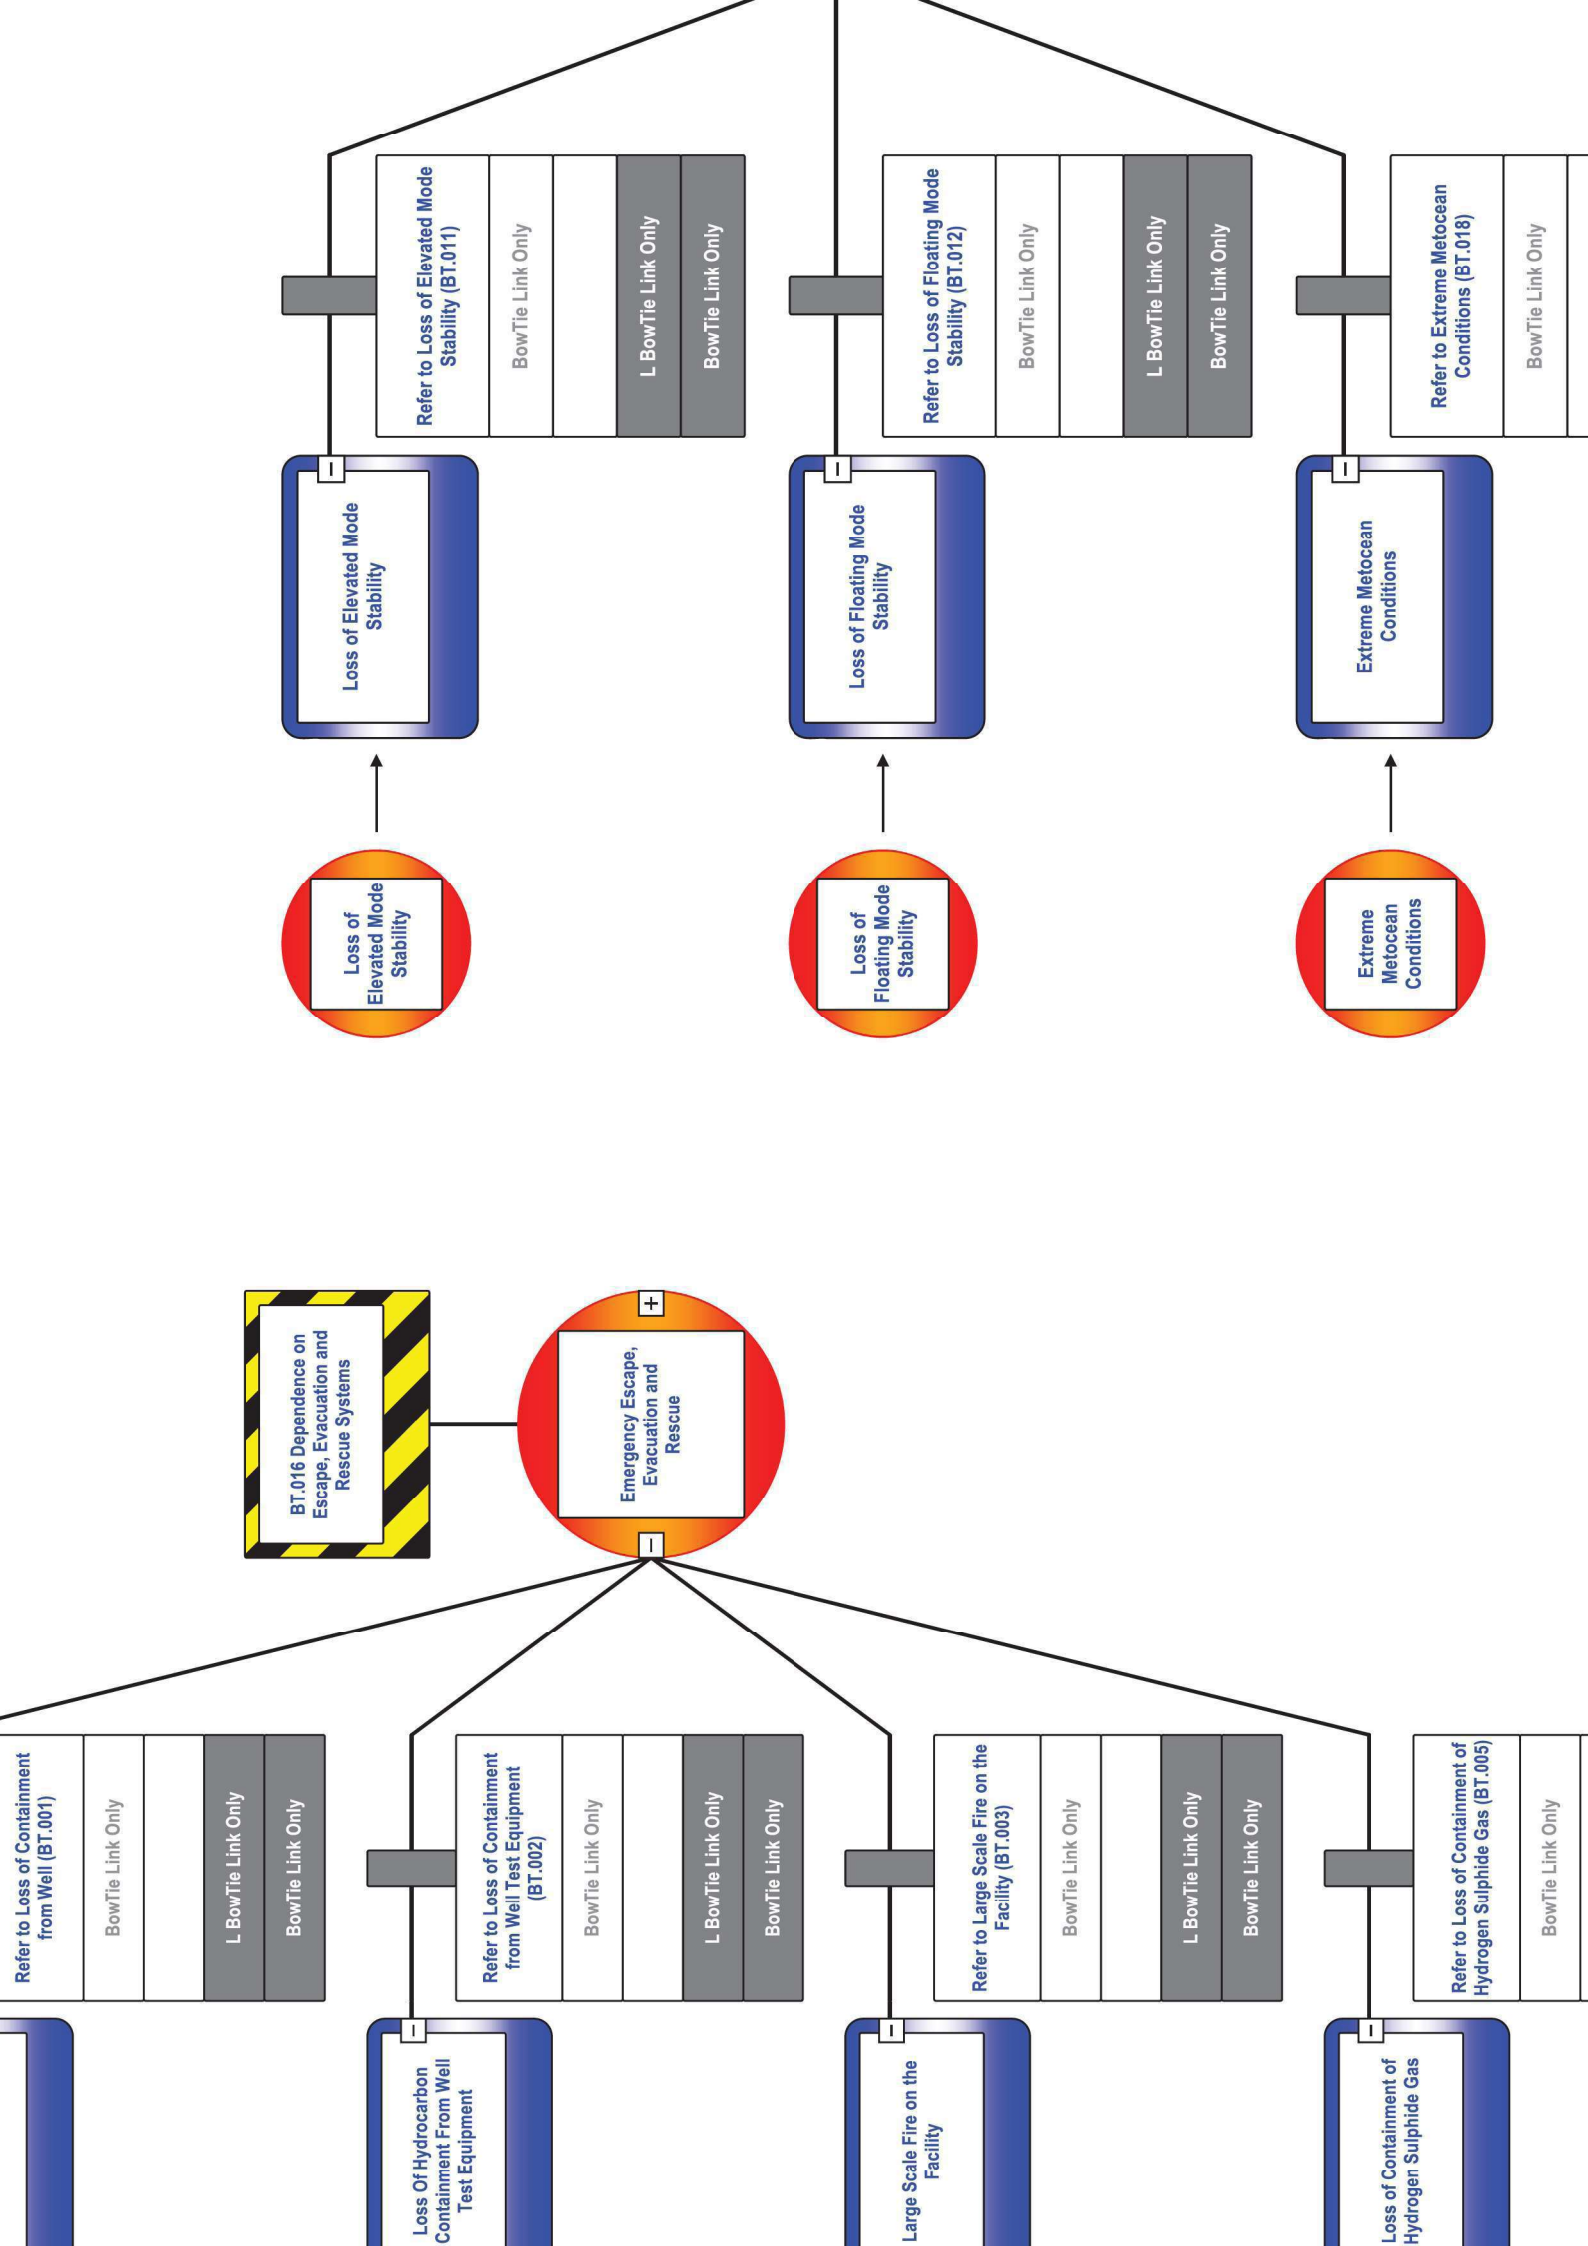 Refer to Loss of Elevated Mode
Stability (BT.011)
BowTie Link Only
L BowTie Link Only
BowTie Link Only
Loss of Elevated Mode
Stability
Loss of
Elevated Mode
Stability
Refer to Loss of Floating Mode
Stability (BT.012)
BowTie Link Only
L BowTie Link Only
BowTie Link Only
Loss of Floating Mode
Stability
Loss of
Floating Mode
Stability
Refer to Extreme Metocean
Conditions (BT.018)
BowTie Link Only
Extreme Metocean
Conditions
Extreme
Metocean
Conditions
BT.016 Dependence on
Escape, Evacuation and
Rescue Systems
Emergency Escape,
Evacuation and
Rescue
Refer to Loss of Containment
from Well (BT.001)
BowTie Link Only
L BowTie Link Only
BowTie Link Only
Refer to Loss of Containment
from Well Test Equipment
(BT.002)
BowTie Link Only
L BowTie Link Only
BowTie Link Only
Loss Of Hydrocarbon
Containment From Well
Test Equipment
Refer to Large Scale Fire on the
Facility (BT.003)
BowTie Link Only
L BowTie Link Only
BowTie Link Only
Large Scale Fire on the
Facility
Refer to Loss of Containment of
Hydrogen Sulphide Gas (BT.005)
BowTie Link Only
Loss of Containment of
Hydrogen Sulphide Gas